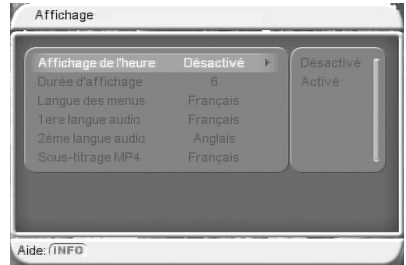 Affichage
Affichage de l'heure Désactivé
Durée d'affichage 6
Langue des menus Français
1ere langue audio Français
2ème langue audio Anglais
Sous-titrage MP4 Français
Désactivé
Activé
Aide: INFO